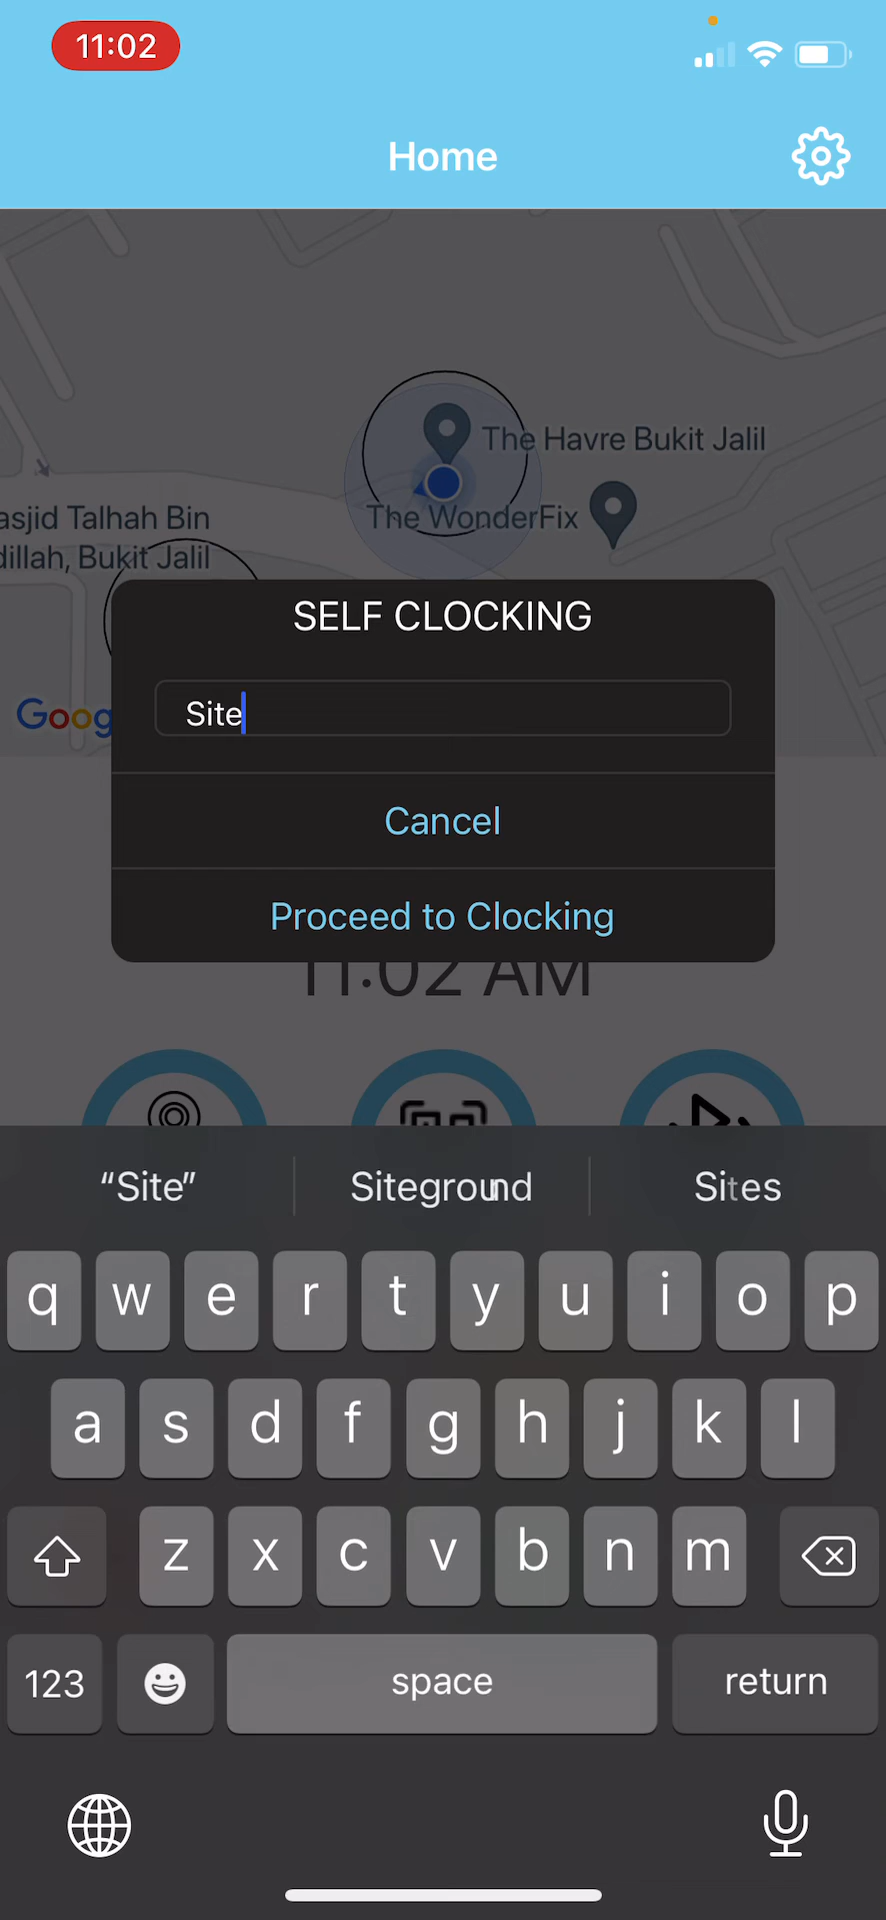 11:02
Home
The Havre Bukit Jalil
The WonderFix
asjid Talhah Bin
dillah, Bukit Jalil
SELF CLOCKING
Site
Goog
Cancel
Proceed to Clocking
11:02 AM
“Site” Siteground Sites
q w e r t y u i o p
a s d f g h j k l
z x c v b n m
123 space return